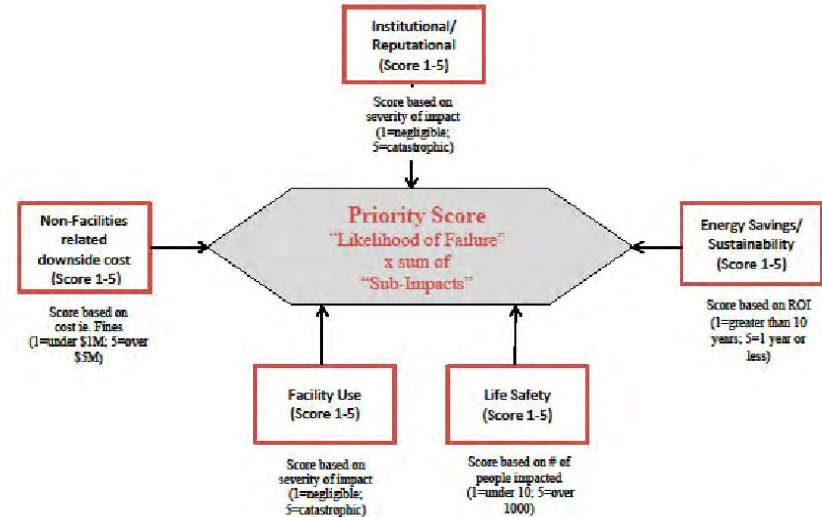 Institutional/
Reputational
(Score 1-5)
Score based on
severity of impact
(1=negligible;
5=catastrophic)
Non-Facilities
related
downside cost
(Score 1-5)
Score based on
cost ie. Fines
(1=under $1M; 5=over
$5M)
Priority Score
“Likelihood of Failure”
x sum of
“Sub-Impacts”
Energy Savings/
Sustainability
(Score 1-5)
Score based on ROI
(1=greater than 10
years; 5=1 year or
less)
Facility Use
(Score 1-5)
Score based on
severity of impact
(1=negligible;
5=catastrophic)
Life Safety
(Score 1-5)
Score based on # of
people impacted
(1=under 10; 5=over
1000)